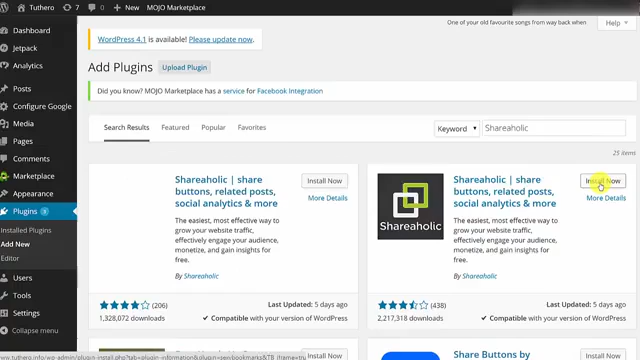 Tuthero
7
0
New
MOJO Marketplace
One of your old favourite songs from way back when
Help
Dashboard
Jetpack
Analytics
Posts
Configure Google
Media
Pages
Comments
Marketplace
Appearance
Plugins
Installed Plugins
Add New
Editor
Users
Tools
Settings
Collapse menu
WordPress 4.1 is available! Please update now.
Add Plugins
Upload Plugin
Did you know? MOJO Marketplace has a service for Facebook Integration
Search Results
Featured
Popular
Favorites
Keyword
Shareaholic
25 items
Shareaholic | share
buttons, related posts,
social analytics & more
Install Now
More Details
The easiest, most effective way to
grow your website traffic,
effectively engage your audience,
monetize, and gain insights for
free.
By Shareaholic
(206)
1,328,072 downloads
Last Updated: 5 days ago
Compatible with your version of WordPress
Shareaholic
Shareaholic | share
buttons, related posts,
social analytics & more
Install Now
More Details
The easiest, most effective way to
grow your website traffic,
effectively engage your audience,
monetize, and gain insights for
free.
By Shareaholic
(438)
2,217,318 downloads
Last Updated: 5 days ago
Compatible with your version of WordPress
Share Buttons by